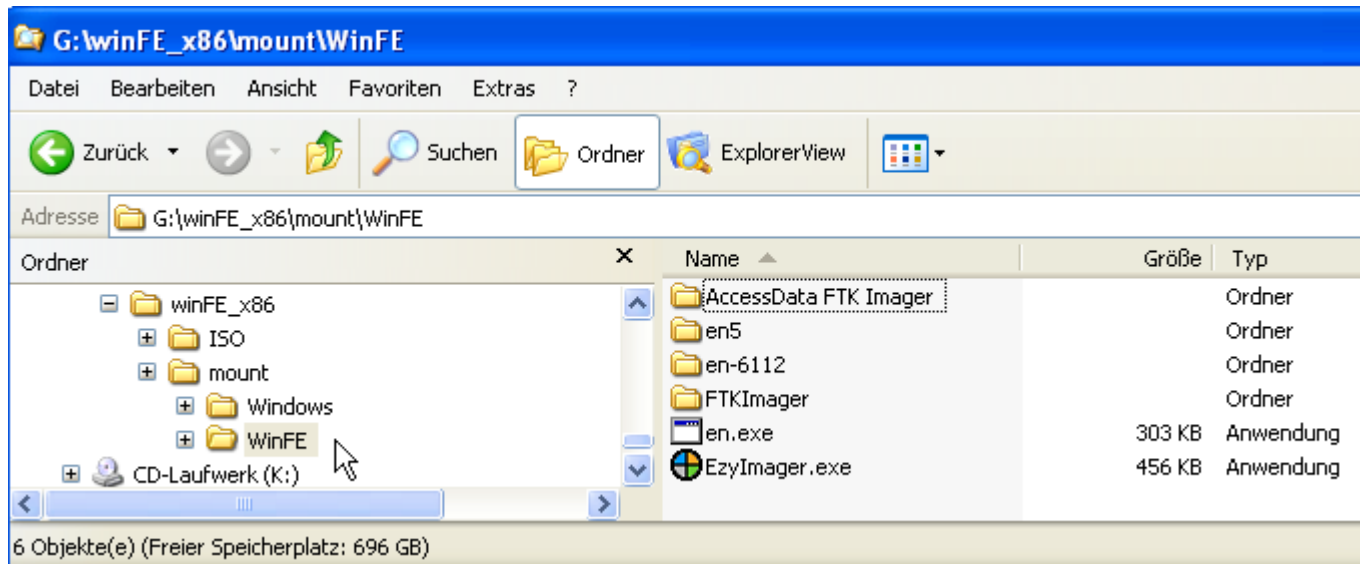 G:\winFE_x86\mount\WinFE
Datei Bearbeiten Ansicht Favoriten Extras ?
Zurück Suchen Ordner ExplorerView
Adresse G:\winFE_x86\mount\WinFE
Ordner
winFE_x86
ISO
mount
Windows
WinFE
CD-Laufwerk (K:)
Name Größe Typ
AccessData FTK Imager Ordner
en5 Ordner
en-6112 Ordner
FTKImager Ordner
en.exe 303 KB Anwendung
EzyImager.exe 456 KB Anwendung
6 Objekte(e) (Freier Speicherplatz: 696 GB)